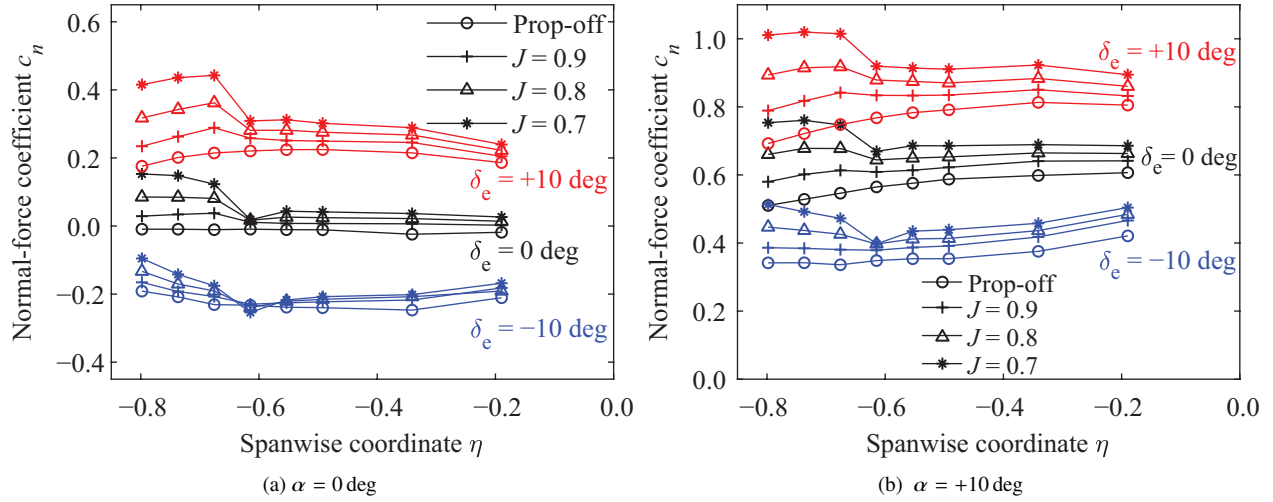 0.6
0.4
0.2
0.0
−0.2
−0.4
Normal-force coefficient c_n
Prop-off
J = 0.9
J = 0.8
J = 0.7
δ_e = +10 deg
δ_e = 0 deg
δ_e = −10 deg
−0.8
−0.6
−0.4
−0.2
0.0
Spanwise coordinate η
(a) α = 0 deg
1.0
0.8
0.6
0.4
0.2
0.0
Normal-force coefficient c_n
δ_e = +10 deg
δ_e = 0 deg
δ_e = −10 deg
Prop-off
J = 0.9
J = 0.8
J = 0.7
−0.8
−0.6
−0.4
−0.2
0.0
Spanwise coordinate η
(b) α = +10 deg